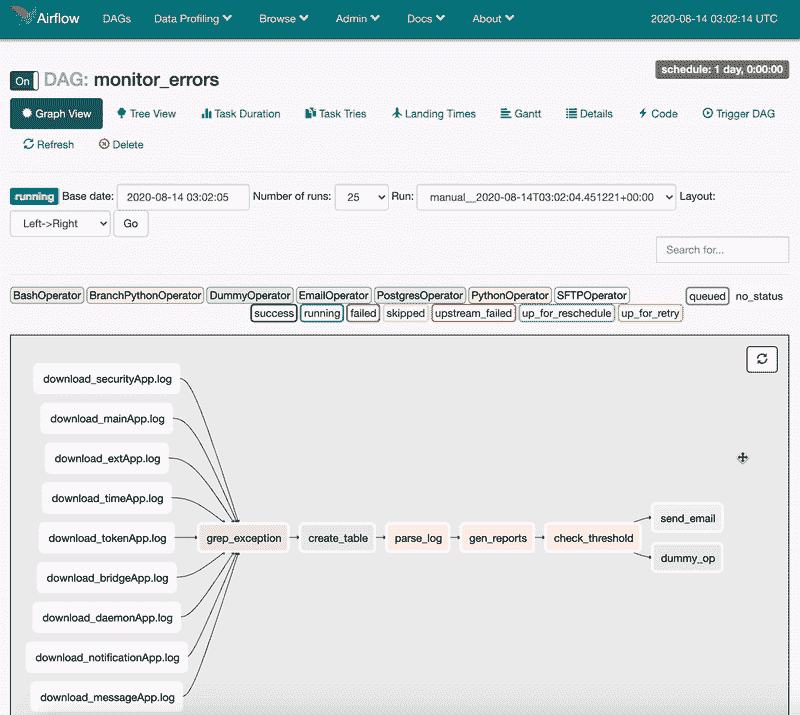 Airflow DAGs Data Profiling Browse Admin Docs About 2020-08-14 03:02:14 UTC
On DAG: monitor_errors schedule: 1 day, 0:00:00
Graph View Tree View Task Duration Task Tries Landing Times Gantt Details Code Trigger DAG
Refresh Delete
running Base date: 2020-08-14 03:02:05 Number of runs: 25 Run: manual__2020-08-14T03:02:04.451221+00:00 Layout:
Left->Right Go
Search for...
BashOperator BranchPythonOperator DummyOperator EmailOperator PostgresOperator PythonOperator SFTPOperator queued no_status
success running failed skipped upstream_failed up_for_reschedule up_for_retry
download_securityApp.log
download_mainApp.log
download_extApp.log
download_timeApp.log
download_tokenApp.log grep_exception create_table parse_log gen_reports check_threshold
send_email
dummy_op
download_bridgeApp.log
download_daemonApp.log
download_notificationApp.log
download_messageApp.log